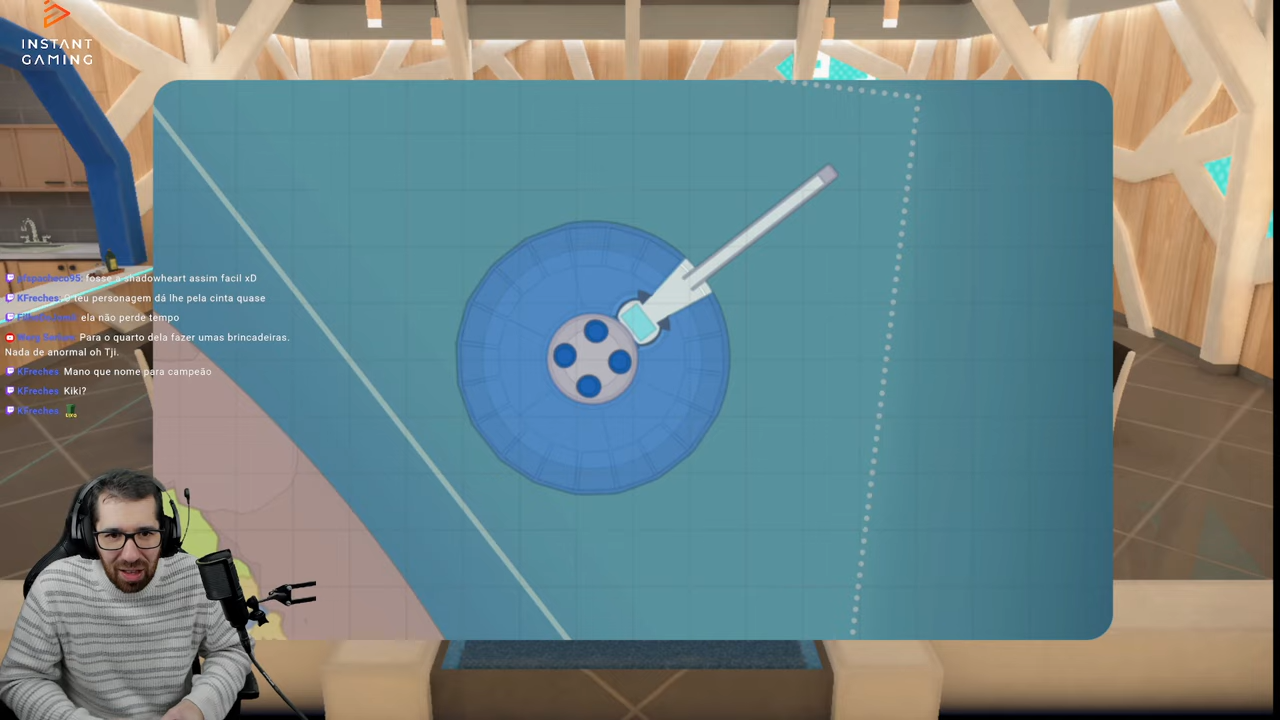 INSTANT
GAMING
fosse a shadowheart assim facil xD
KFreches: o teu personagem dá lhe pela cinta quase
ela não perde tempo
Para o quarto dela fazer umas brincadeiras.
Nada de anormal oh Tji.
KFreches Mano que nome para campeão
KFreches Kiki?
KFreches